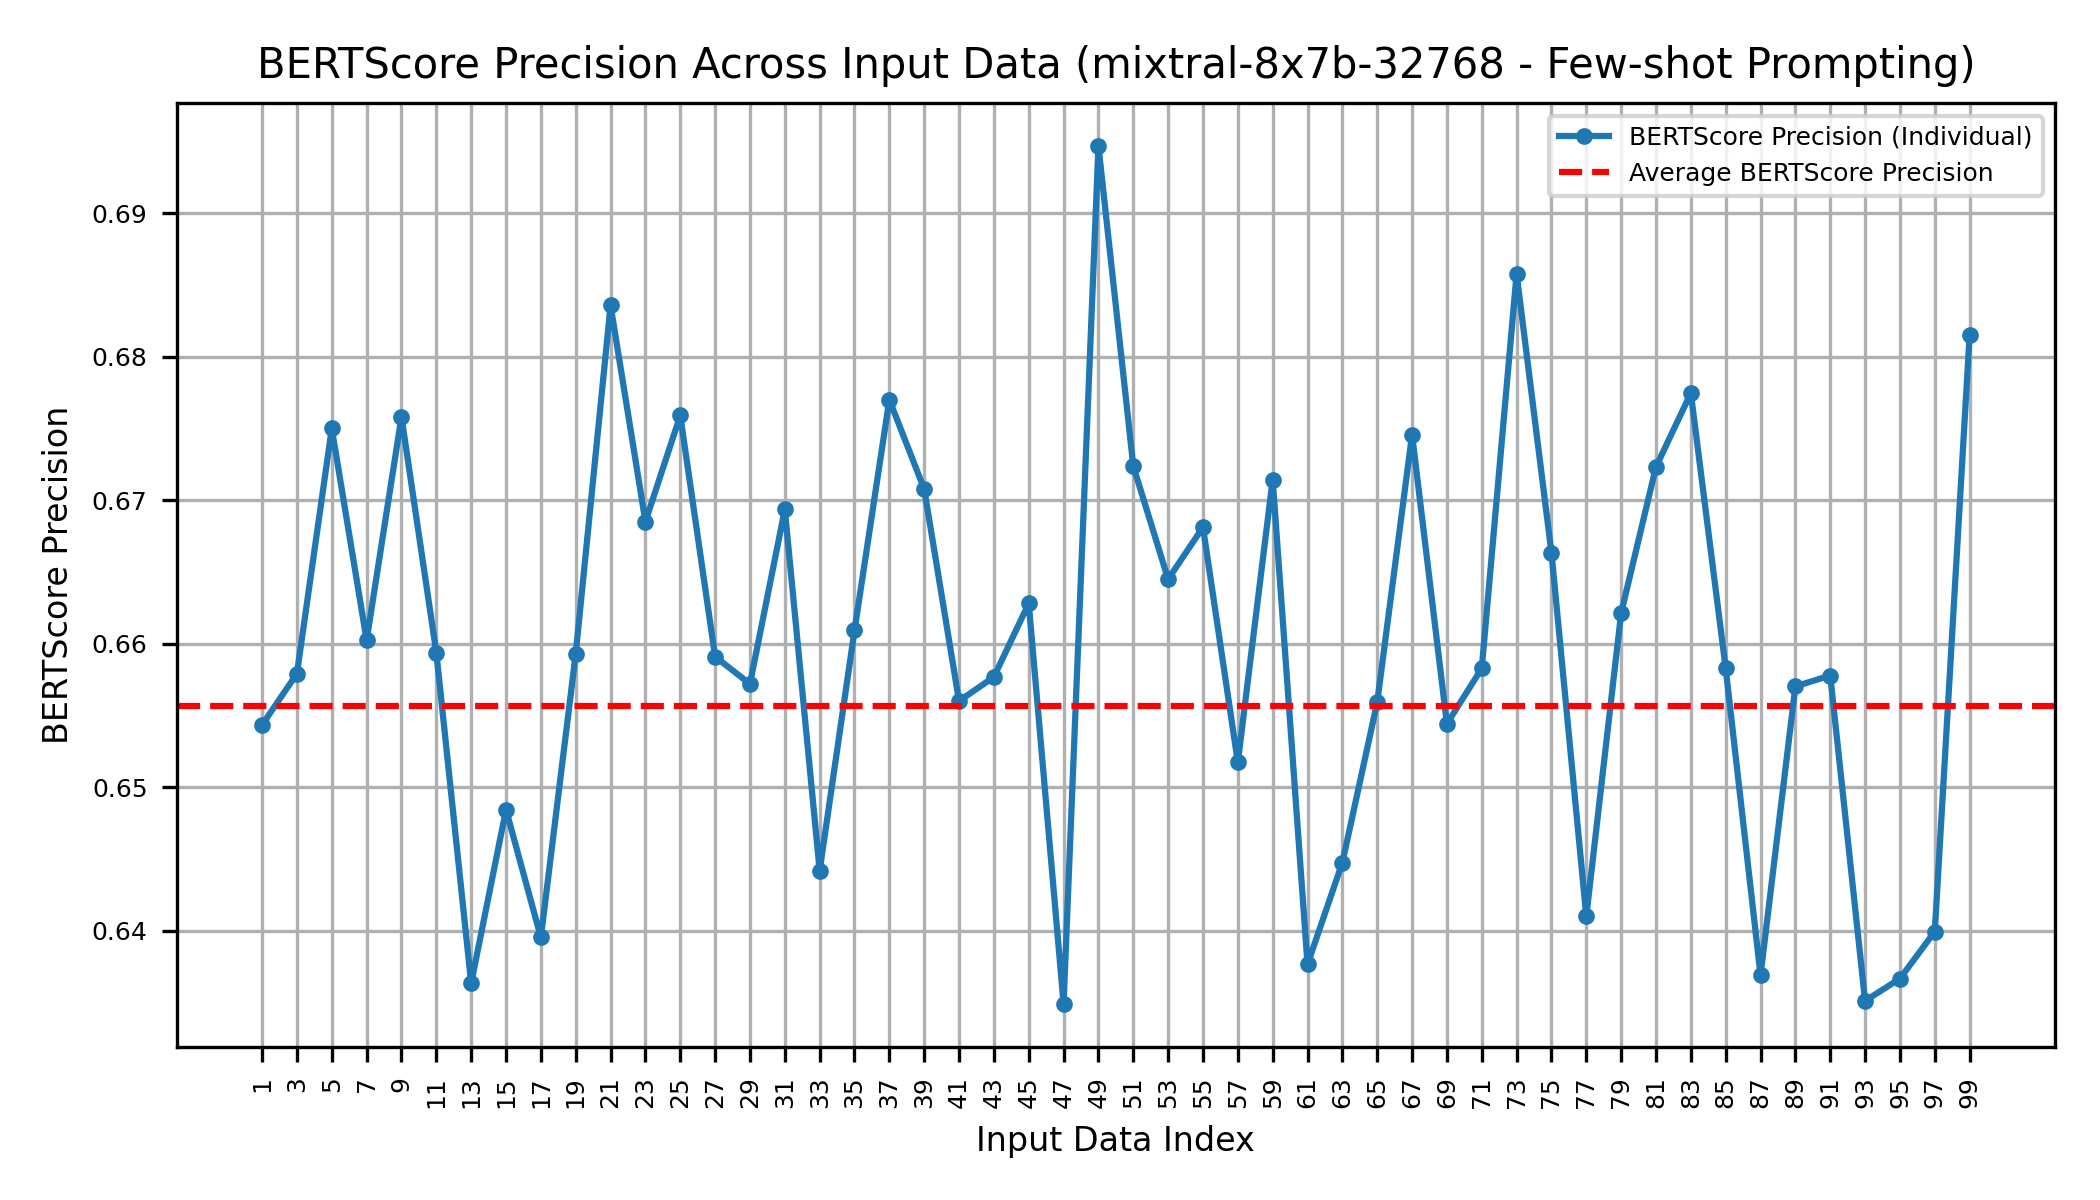 BERTScore Precision Across Input Data (mixtral-8x7b-32768 - Few-shot Prompting)
BERTScore Precision (Individual)
Average BERTScore Precision
0.69
0.68
0.67
0.66
0.65
0.64
BERTScore Precision
1 3 5 7 9 11 13 15 17 19 21 23 25 27 29 31 33 35 37 39 41 43 45 47 49 51 53 55 57 59 61 63 65 67 69 71 73 75 77 79 81 83 85 87 89 91 93 95 97 99
Input Data Index